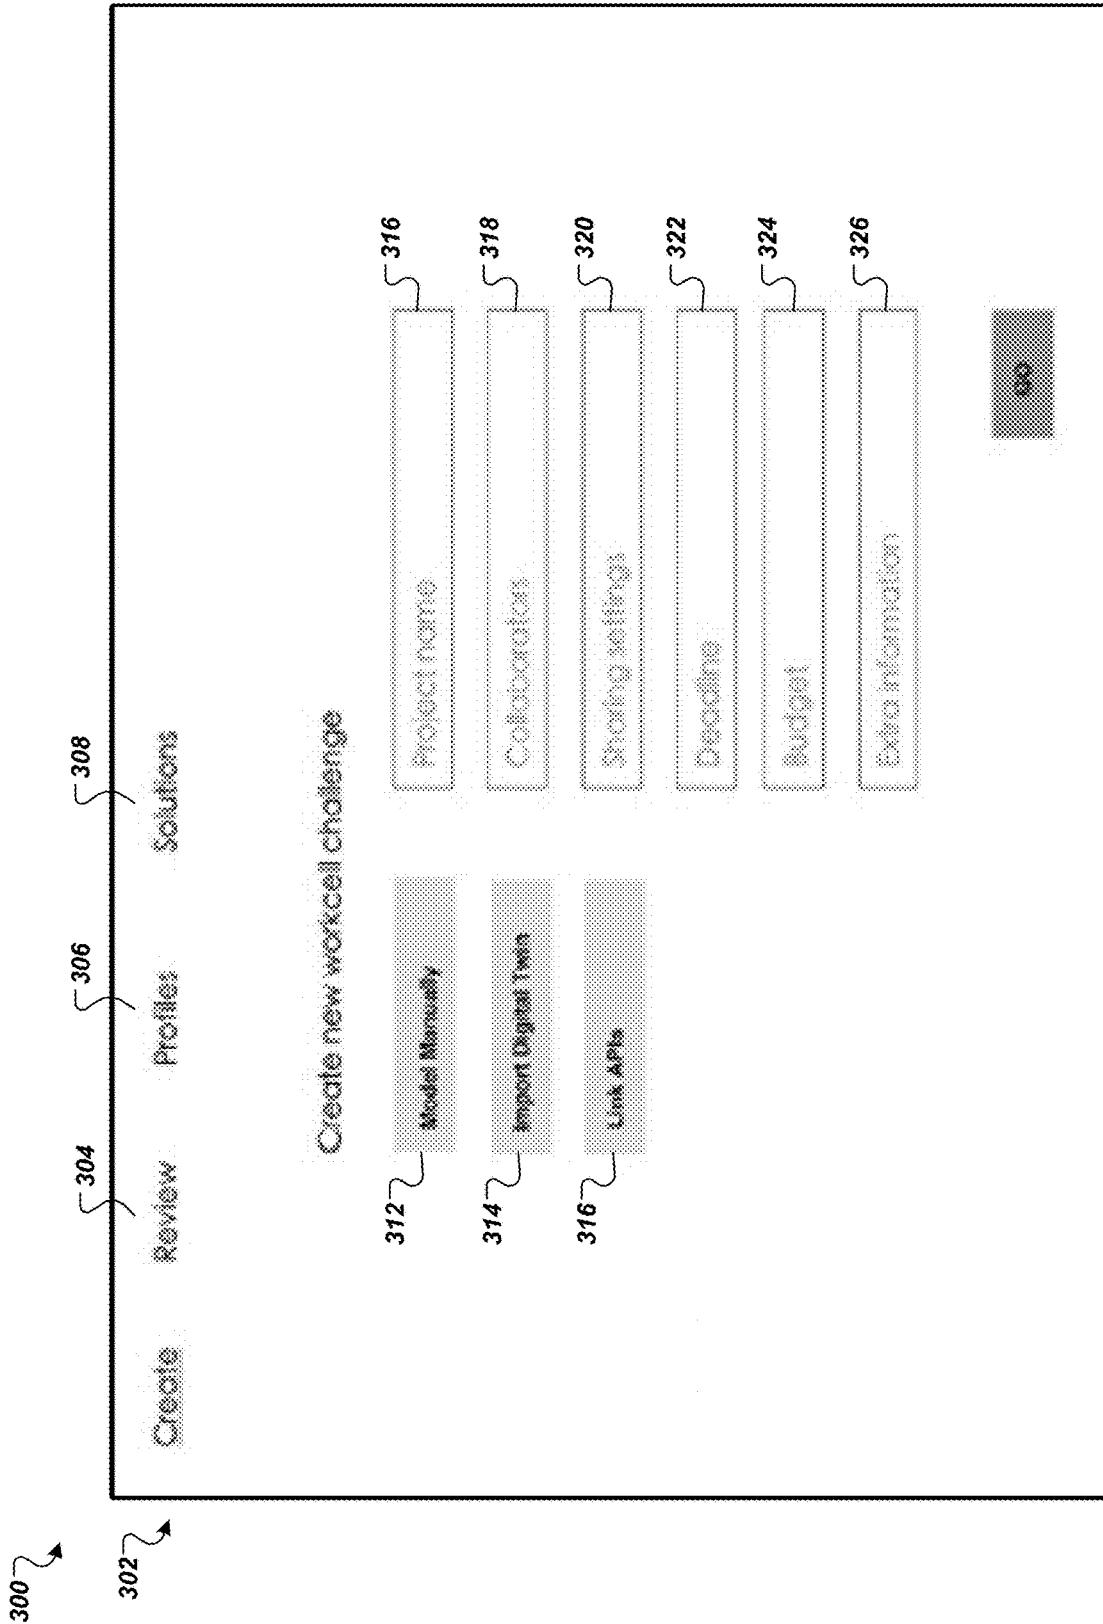 300
302
304
306
308
Create Review Profiles Solutions
Create new workcell challenge
312
Model Manually
314
Import Digital Twin
316
Link APIs
Project name
316
Collaborators
318
Sharing settings
320
Deadline
322
Budget
324
Extra information
326
GO